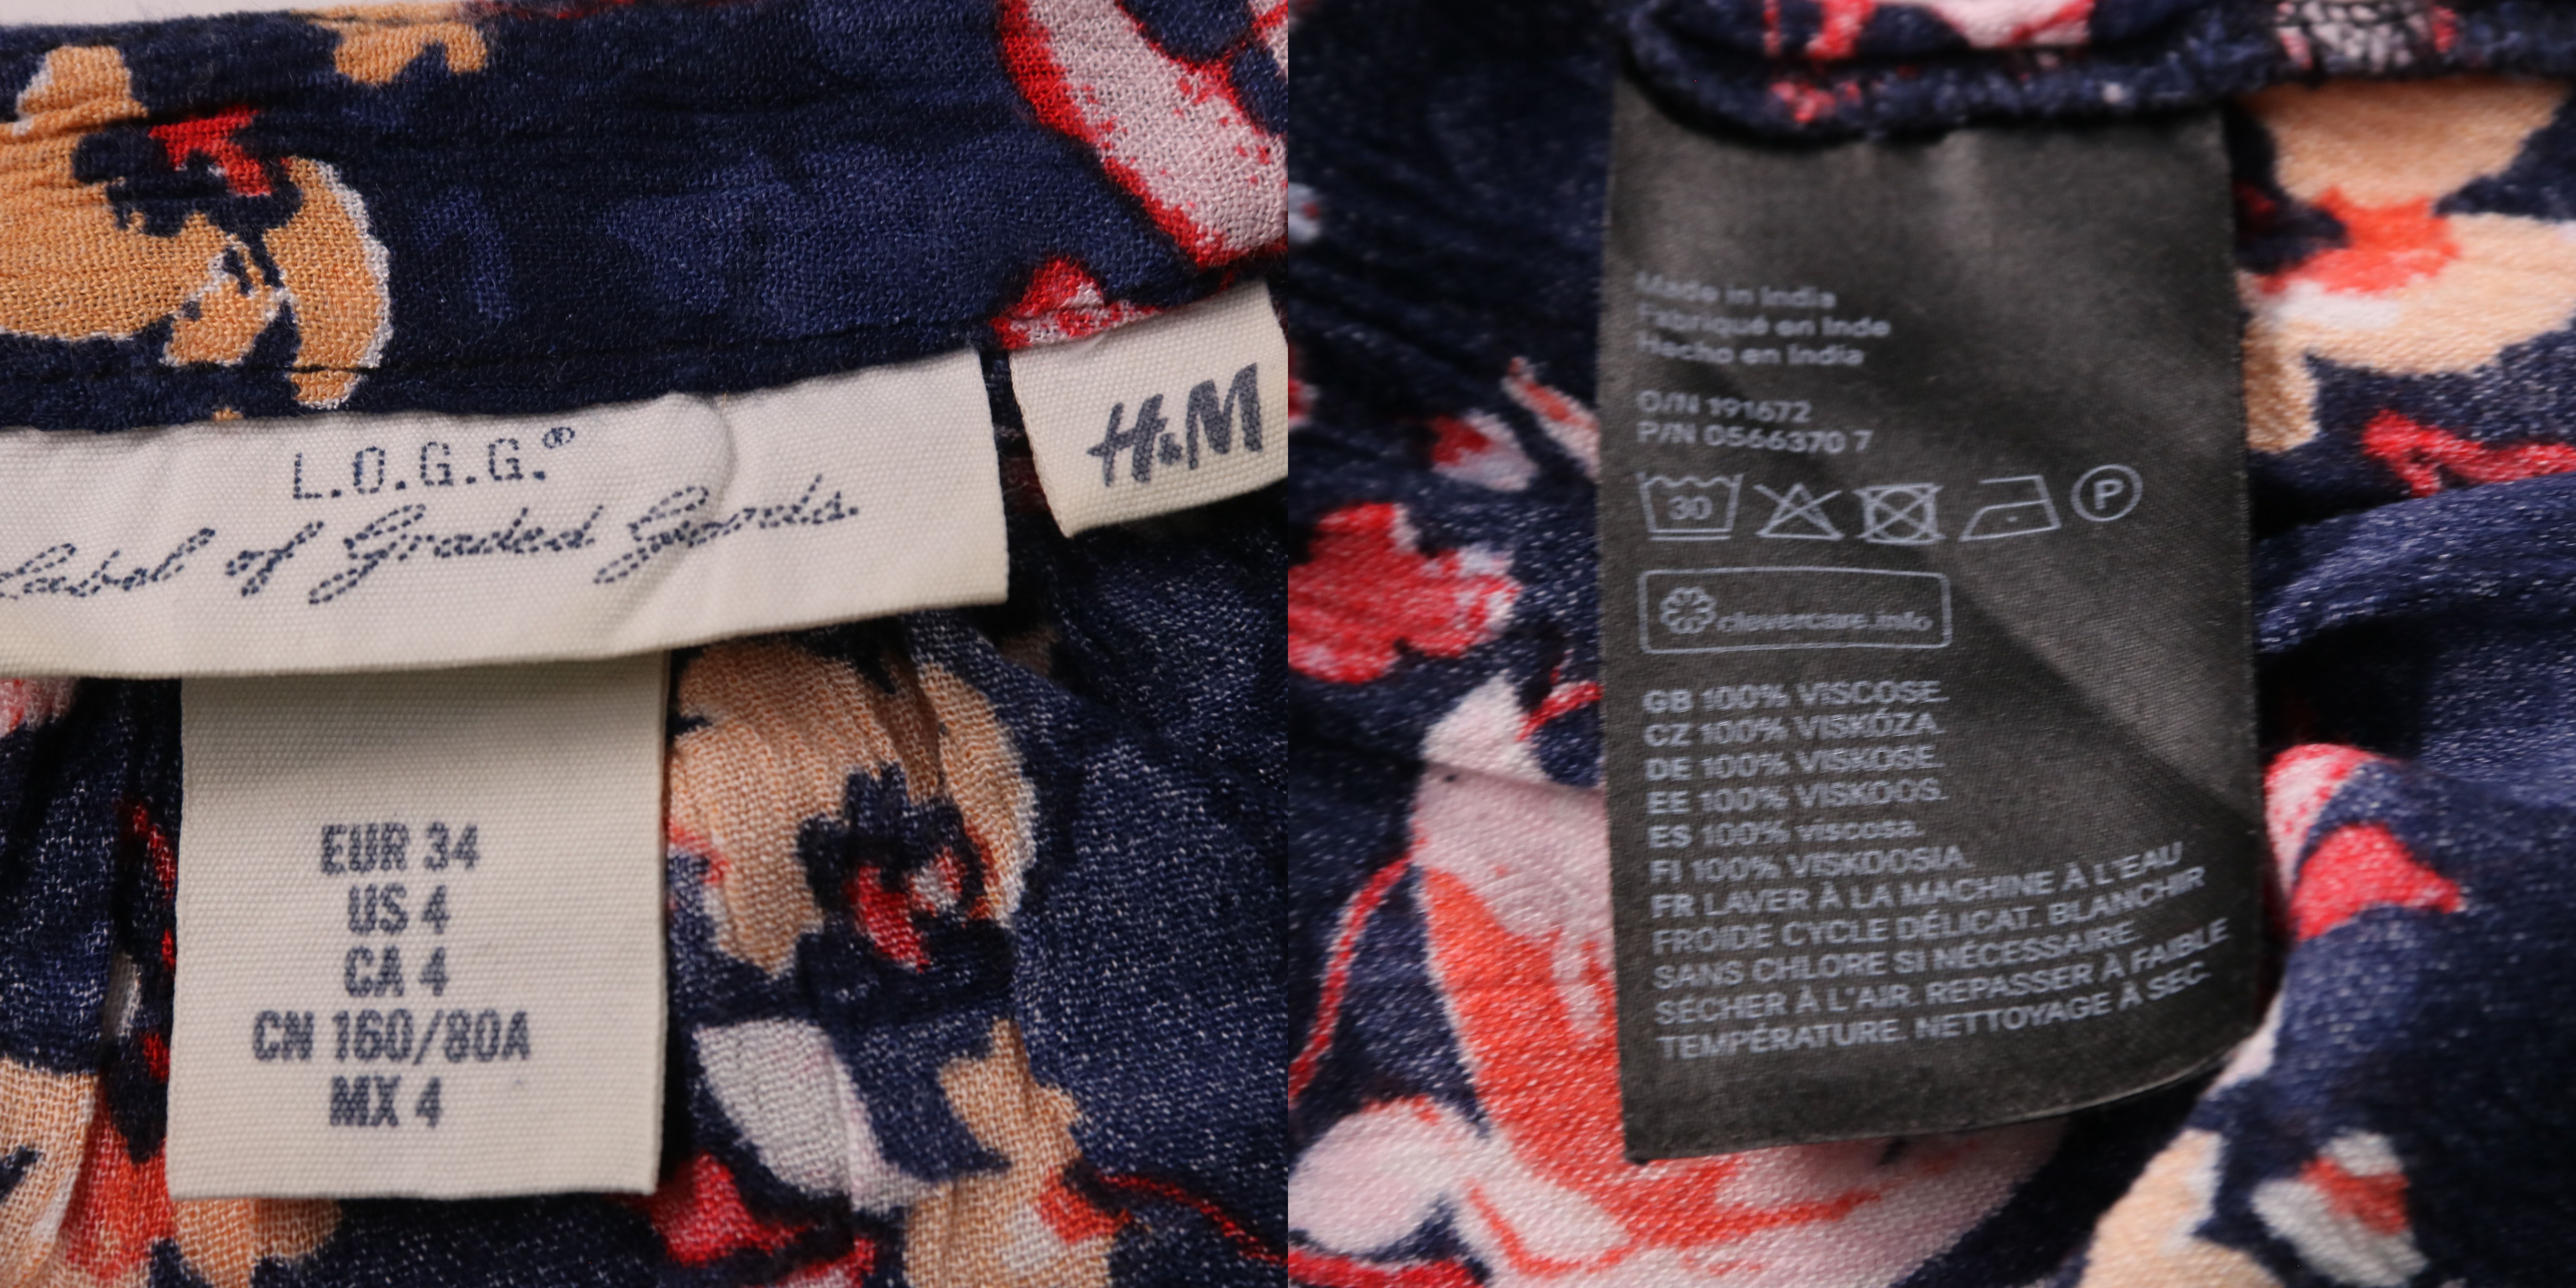 L.O.G.G.®
Label of Graded Goods.
H&M
EUR 34
US 4
CA 4
CN 160/80A
MX 4
Made in India
Fabriqué en Inde
Hecho en India
O/N 191672
P/N 0566370 7
30
P
clevercare.info
GB 100% VISCOSE.
CZ 100% VISKÓZA.
DE 100% VISKOSE.
EE 100% VISKOOS.
ES 100% viscosa.
FI 100% VISKOOSIA.
FR LAVER À LA MACHINE À L'EAU
FROIDE CYCLE DÉLICAT. BLANCHIR
SANS CHLORE SI NÉCESSAIRE.
SÉCHER À L'AIR. REPASSER À FAIBLE
TEMPÉRATURE. NETTOYAGE À SEC.